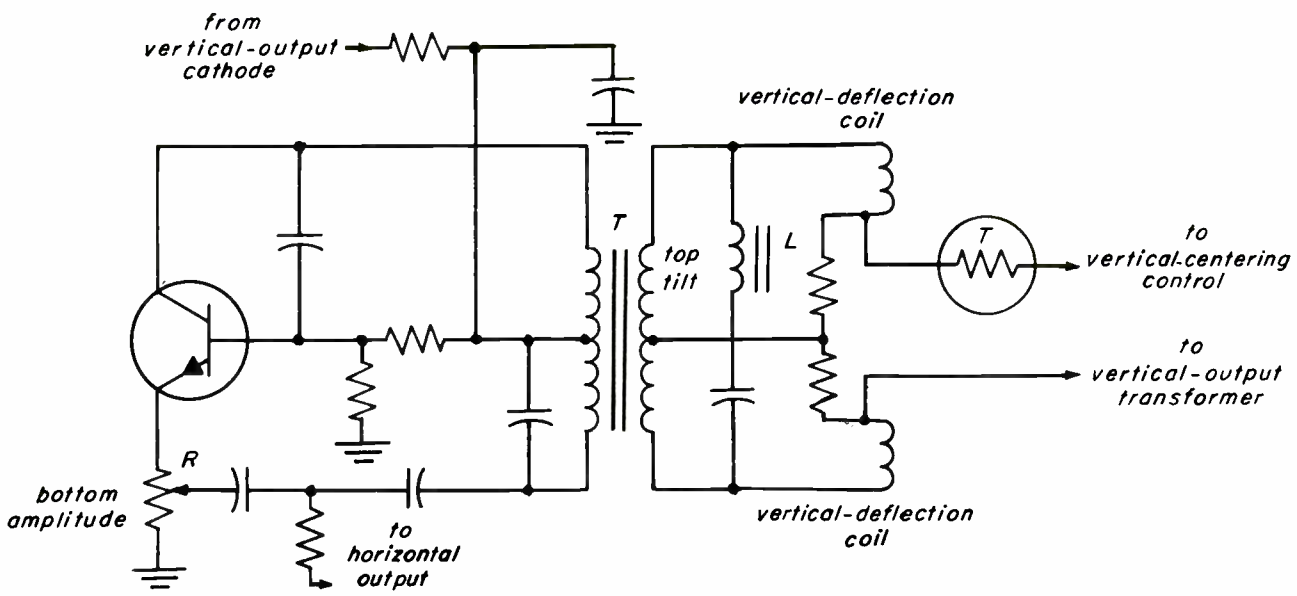 from
vertical-output
cathode
vertical-deflection
coil
T
top
tilt
L
T
to
vertical-centering
control
to
vertical-output
transformer
R
bottom
amplitude
to
horizontal
output
vertical-deflection
coil